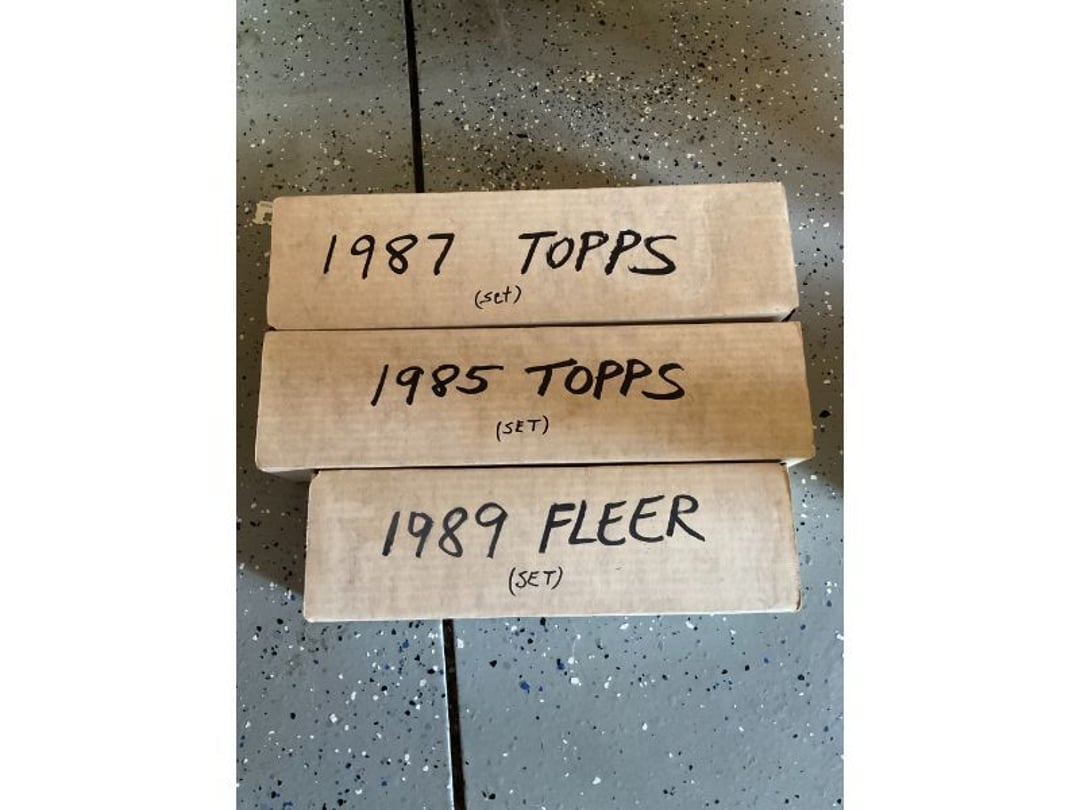 1987 TOPPS
(set)
1985 TOPPS
(SET)
1989 FLEER
(SET)